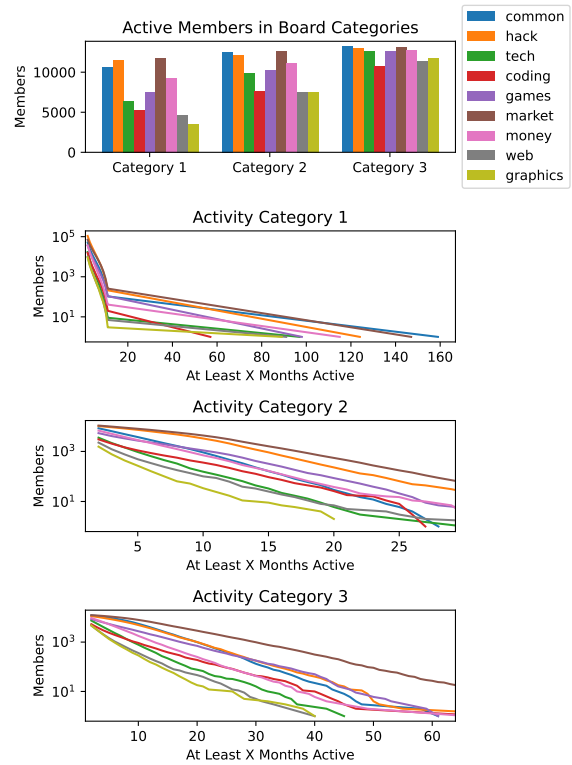 Active Members in Board Categories
Members
10000
5000
0
Category 1 Category 2 Category 3
common
hack
tech
coding
games
market
money
web
graphics
Activity Category 1
Members
10^5
10^3
10^1
20 40 60 80 100 120 140 160
At Least X Months Active
Activity Category 2
Members
10^3
10^1
5 10 15 20 25
At Least X Months Active
Activity Category 3
Members
10^3
10^1
10 20 30 40 50 60
At Least X Months Active